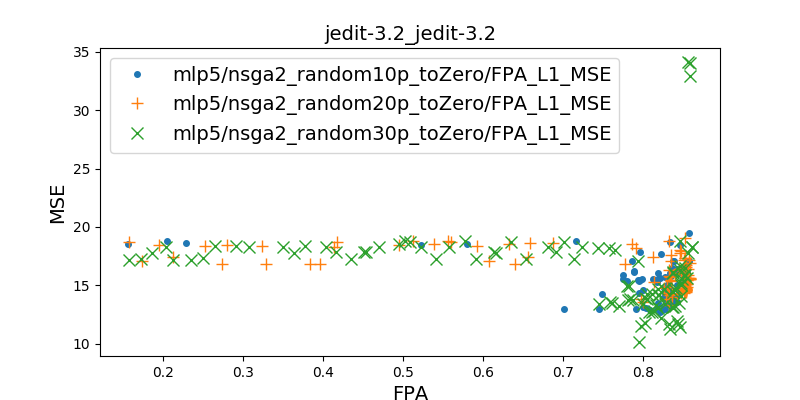 jedit-3.2_jedit-3.2
35
30
25
20
15
10
MSE
mlp5/nsga2_random10p_toZero/FPA_L1_MSE
mlp5/nsga2_random20p_toZero/FPA_L1_MSE
mlp5/nsga2_random30p_toZero/FPA_L1_MSE
0.2 0.3 0.4 0.5 0.6 0.7 0.8
FPA